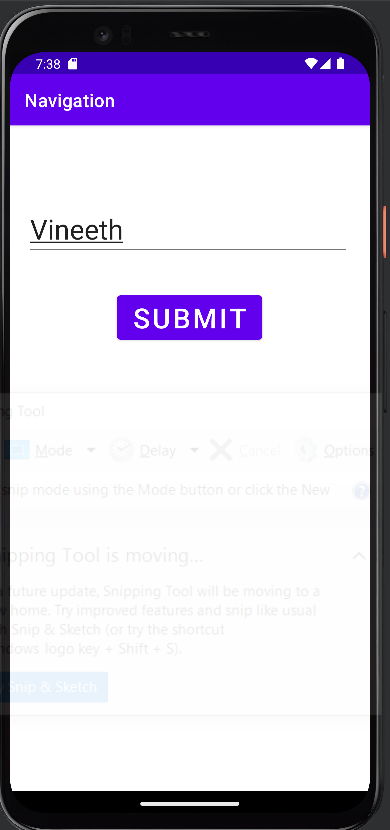 7:38
Navigation
Vineeth
SUBMIT
Tool
Mode Delay Cancel Options
snip mode using the Mode button or click the New
Tool is moving...
future update, Snipping Tool will be moving to a
home. Try improved features and snip like usual
Snip & Sketch (or try the shortcut
logo key + Shift + S).
Snip & Sketch